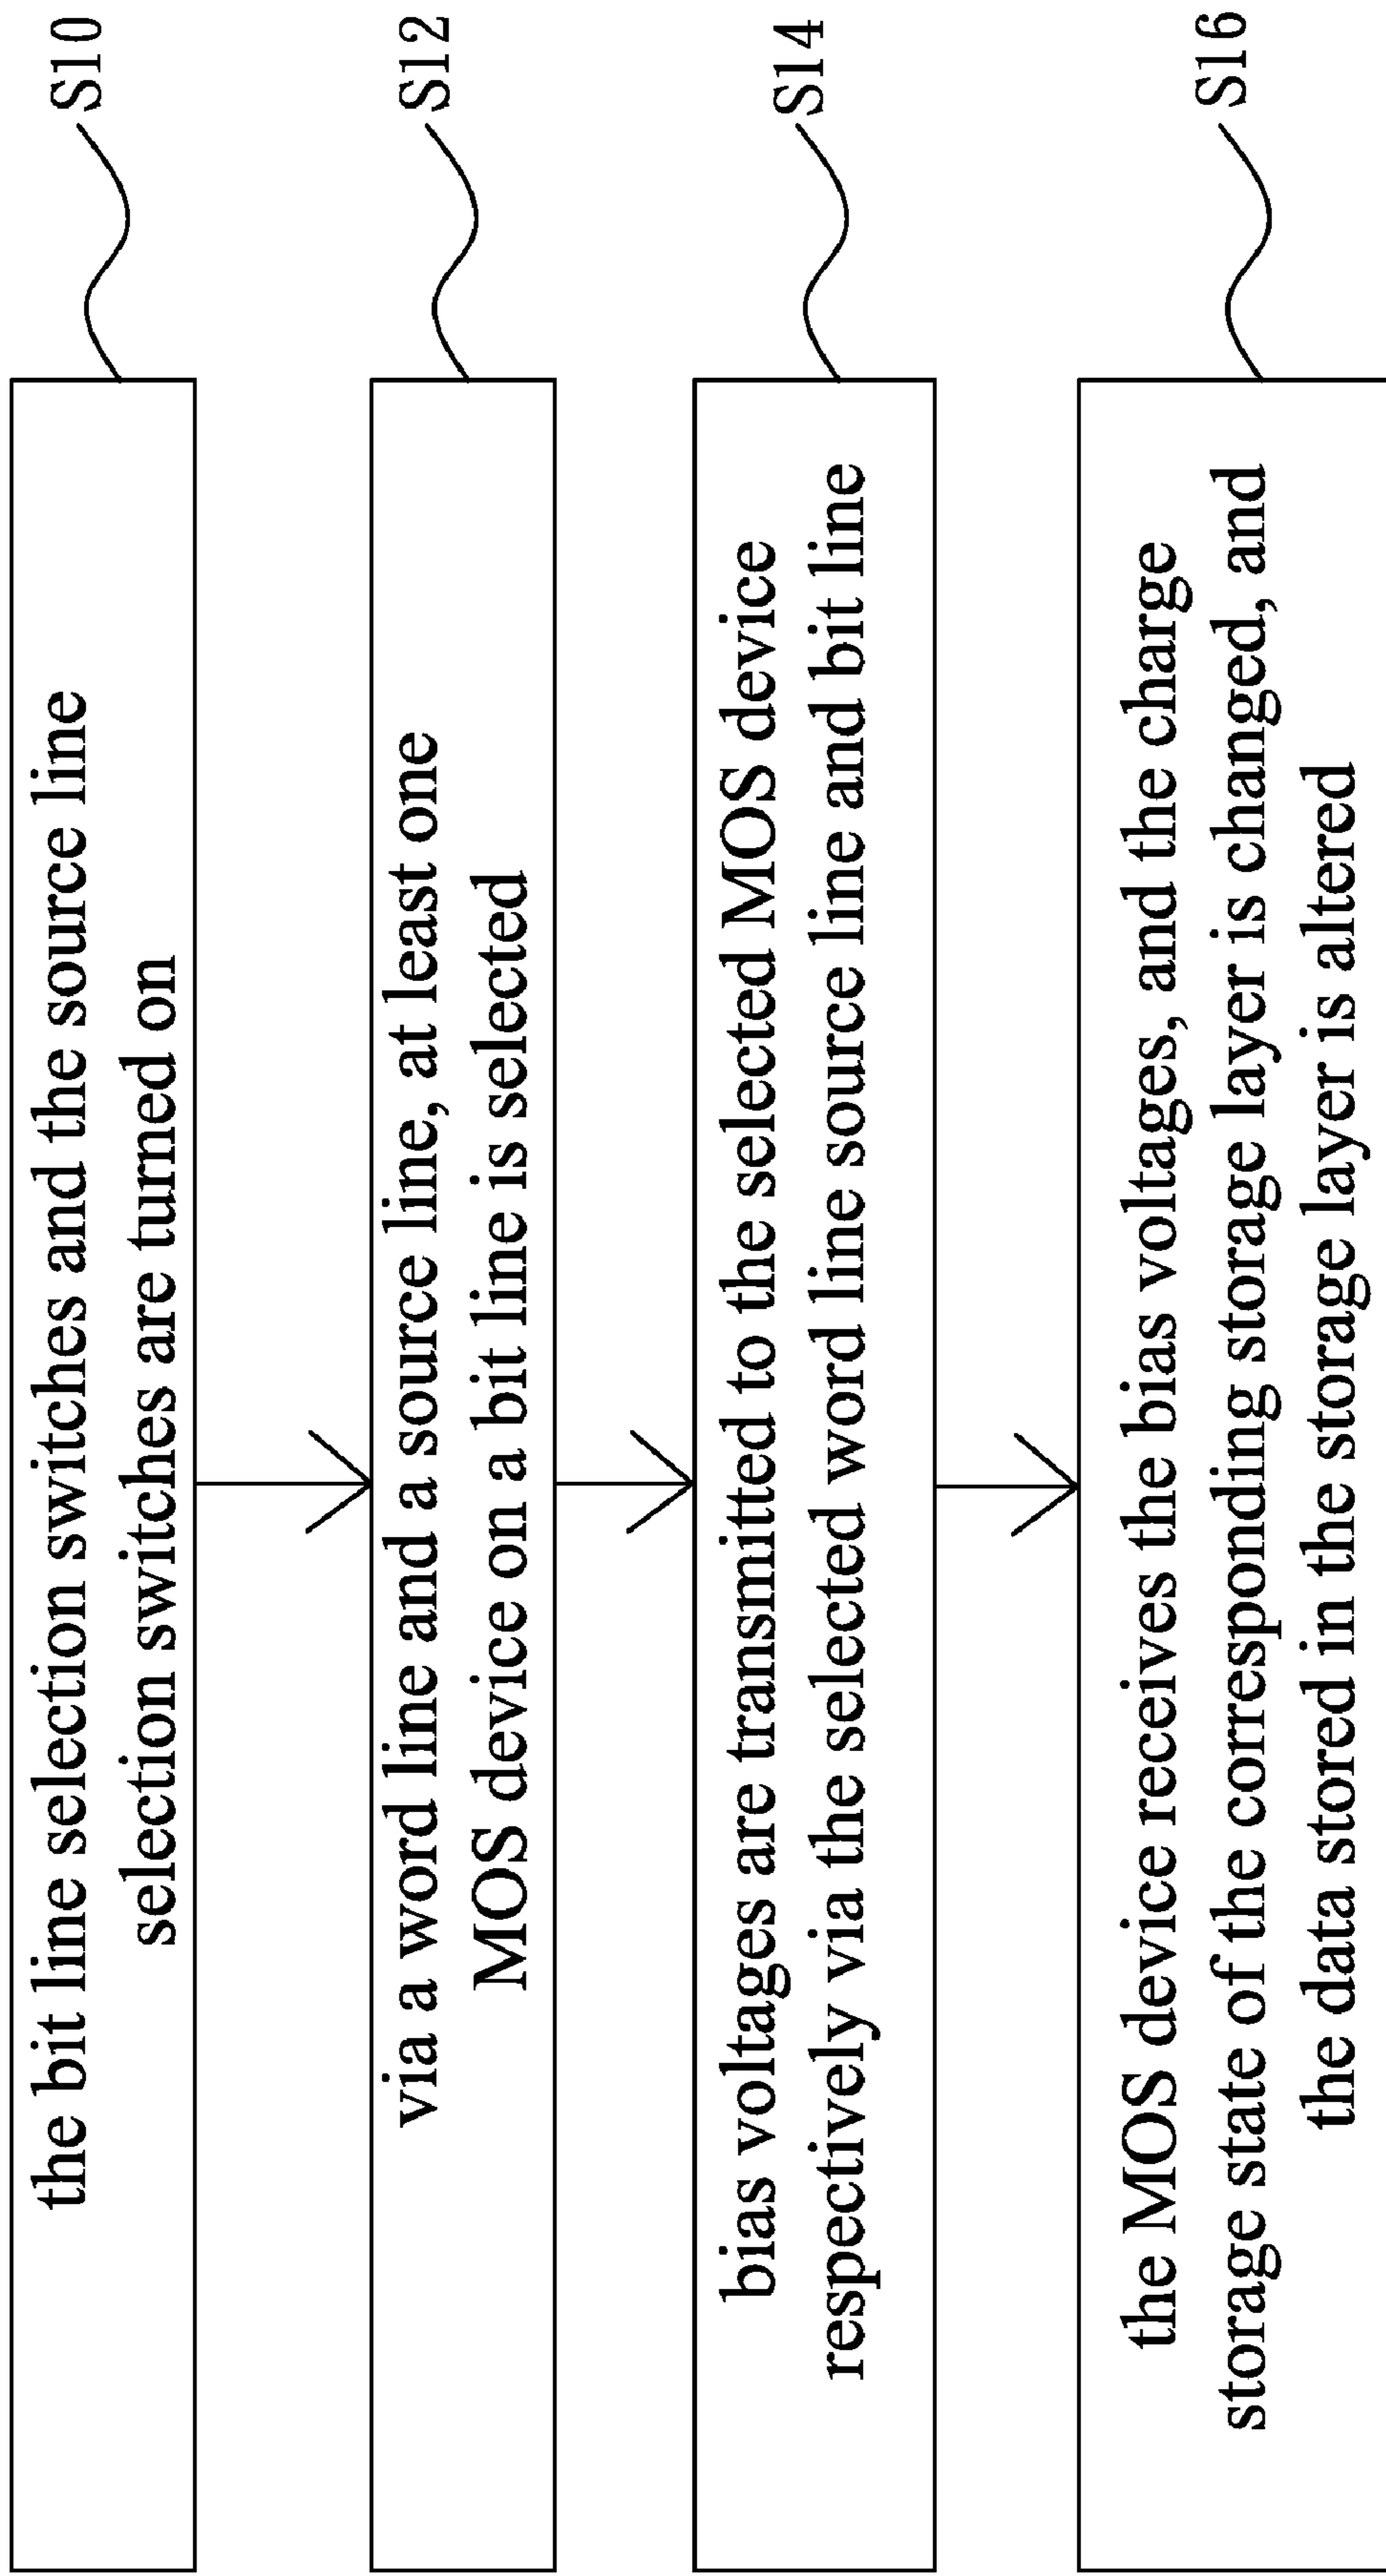 the bit line selection switches and the source line
selection switches are turned on
S10
via a word line and a source line, at least one
MOS device on a bit line is selected
S12
bias voltages are transmitted to the selected MOS device
respectively via the selected word line source line and bit line
S14
the MOS device receives the bias voltages, and the charge
storage state of the corresponding storage layer is changed, and
the data stored in the storage layer is altered
S16